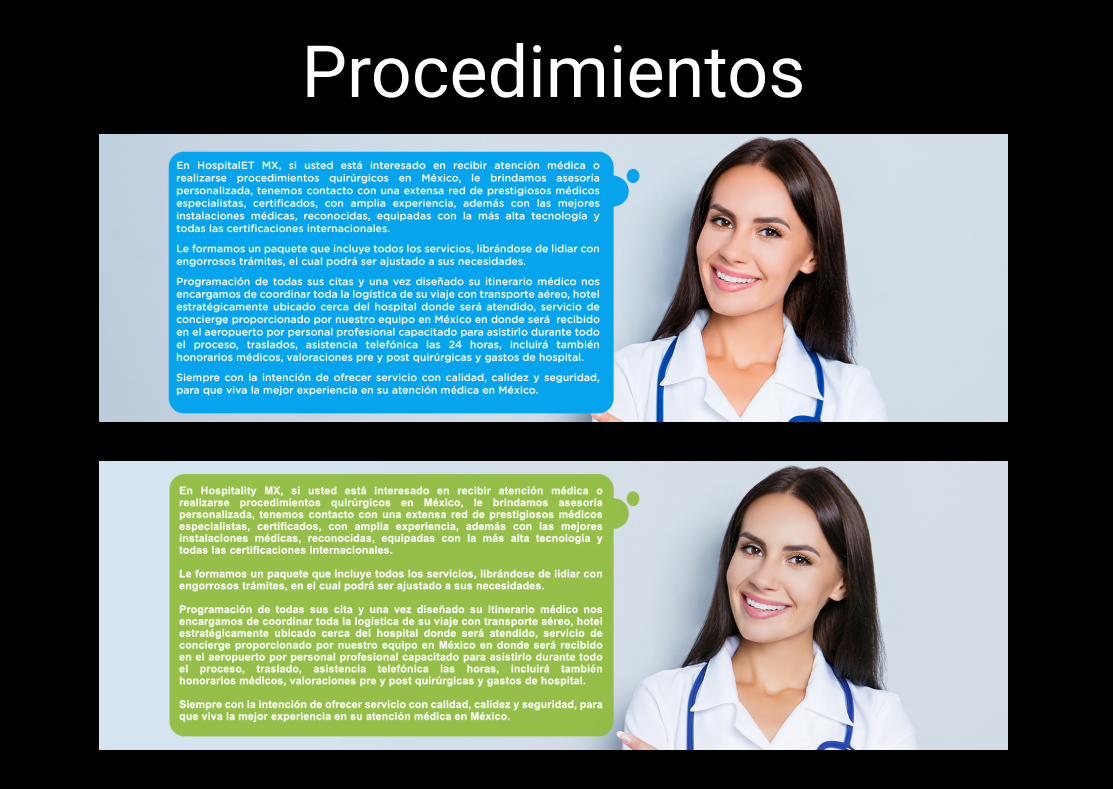 Procedimientos
En HospitalET MX, si usted está interesado en recibir atención médica o
realizarse procedimientos quirúrgicos en México, le brindamos asesoría
personalizada, tenemos contacto con una extensa red de prestigiosos médicos
especialistas, certificados, con amplia experiencia, además con las mejores
instalaciones médicas, reconocidas, equipadas con la más alta tecnología y
todas las certificaciones internacionales.
Le formamos un paquete que incluye todos los servicios, librándose de lidiar con
engorrosos trámites, el cual podrá ser ajustado a sus necesidades.
Programación de todas sus citas y una vez diseñado su itinerario médico nos
encargamos de coordinar toda la logística de su viaje con transporte aéreo, hotel
estratégicamente ubicado cerca del hospital donde será atendido, servicio de
concierge proporcionado por nuestro equipo en México en donde será recibido
en el aeropuerto por personal profesional capacitado para asistirlo durante todo
el proceso, traslados, asistencia telefónica las 24 horas, incluirá también
honorarios médicos, valoraciones pre y post quirúrgicas y gastos de hospital.
Siempre con la intención de ofrecer servicio con calidad, calidez y seguridad,
para que viva la mejor experiencia en su atención médica en México.
En Hospitality MX, si usted está interesado en recibir atención médica o
realizarse procedimientos quirúrgicos en México, le brindamos asesoría
personalizada, tenemos contacto con una extensa red de prestigiosos médicos
especialistas, certificados, con amplia experiencia, además con las mejores
instalaciones médicas, reconocidas, equipadas con la más alta tecnología y
todas las certificaciones internacionales.
Le formamos un paquete que incluye todos los servicios, librándose de lidiar con
engorrosos trámites, en el cual podrá ser ajustado a sus necesidades.
Programación de todas sus cita y una vez diseñado su itinerario médico nos
encargamos de coordinar toda la logística de su viaje con transporte aéreo, hotel
estratégicamente ubicado cerca del hospital donde será atendido, servicio de
concierge proporcionado por nuestro equipo en México en donde será recibido
en el aeropuerto por personal profesional capacitado para asistirlo durante todo
el proceso, traslado, asistencia telefónica las horas, incluirá también
honorarios médicos, valoraciones pre y post quirúrgicas y gastos de hospital.
Siempre con la intención de ofrecer servicio con calidad, calídez y seguridad, para
que viva la mejor experiencia en su atención médica en México.